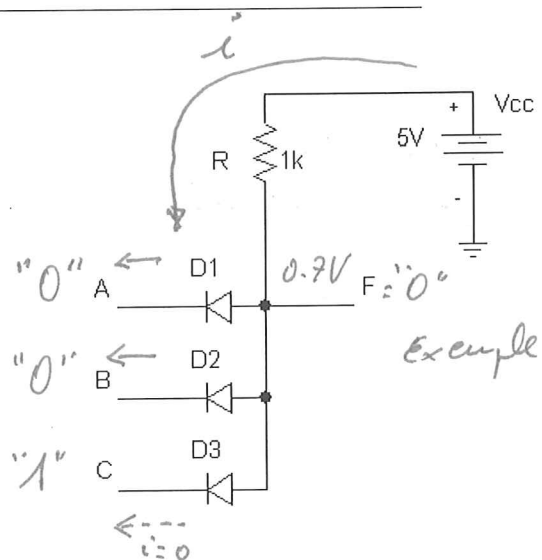 i
+ Vcc
5V
R 1k
-
"0" A D1 0.7V F="0"
Exemple
"0" B D2
"1" C D3
i=0